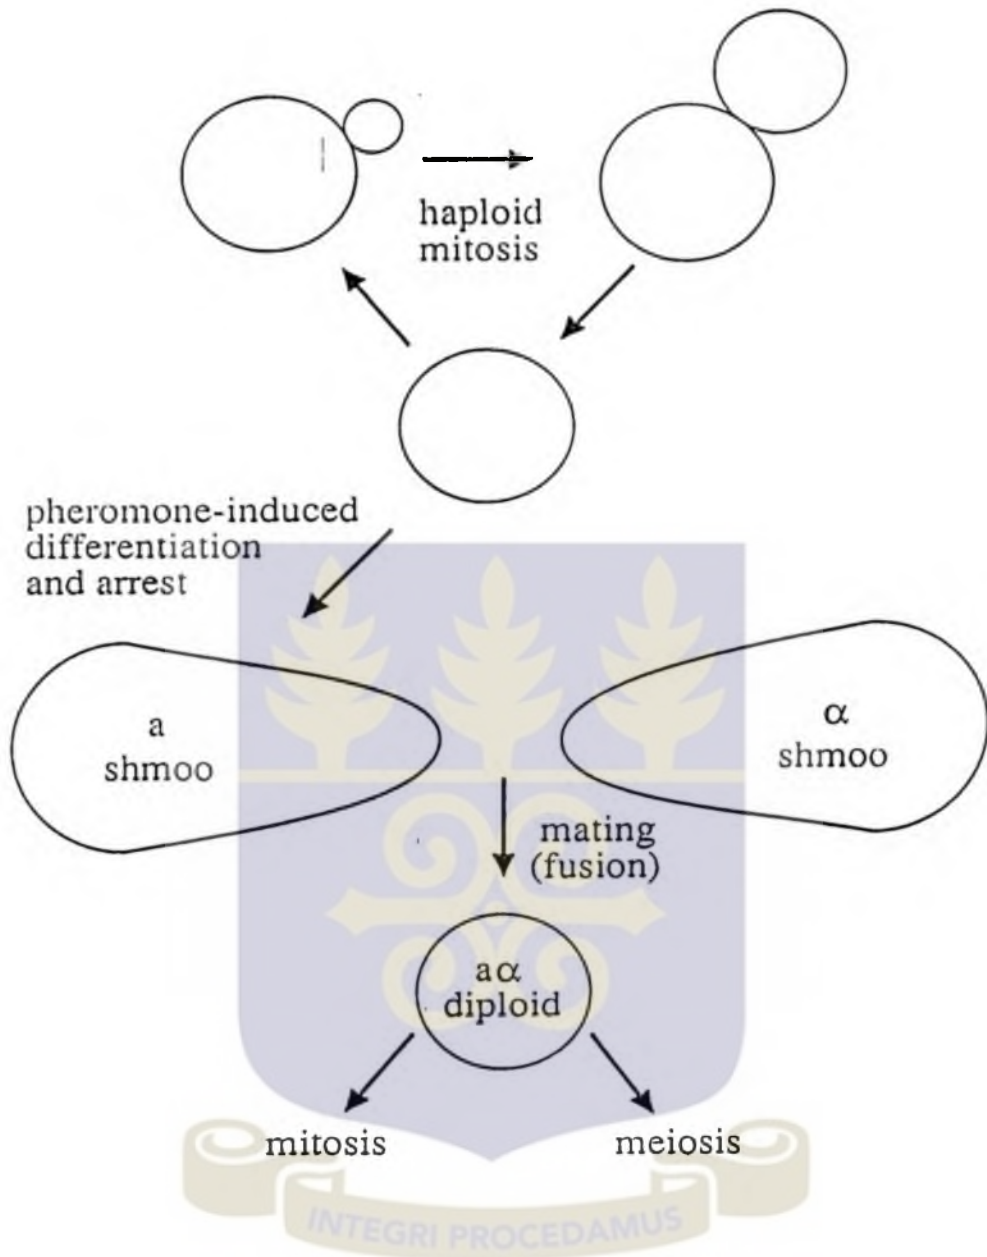 haploid
mitosis
pheromone-induced
differentiation
and arrest
a
shmoo
α
shmoo
mating
(fusion)
aα
diploid
mitosis
meiosis
INTEGRI PROCEDAMUS